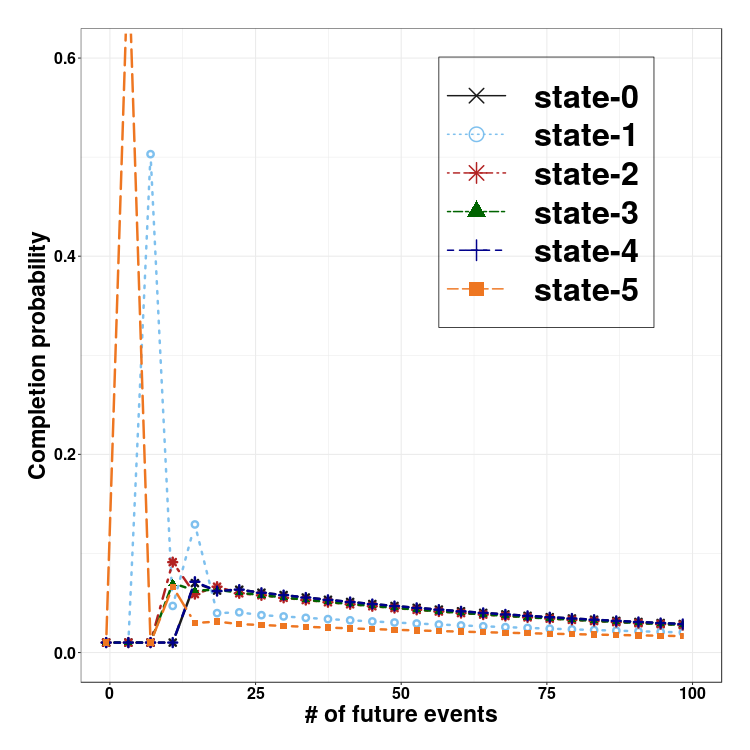 0.6
0.4
0.2
0.0
Completion probability
state-0
state-1
state-2
state-3
state-4
state-5
0 25 50 75 100
# of future events